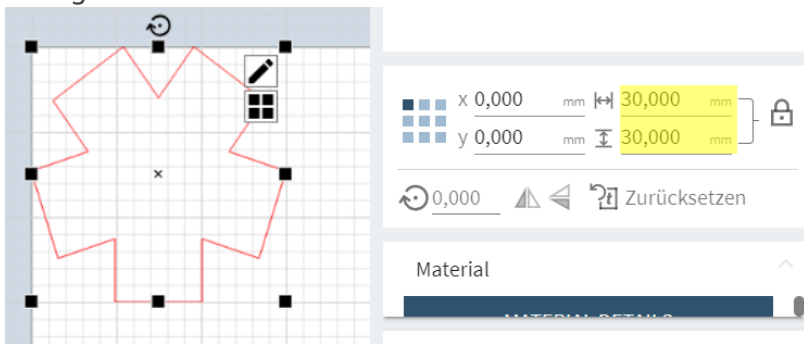 x 0,000 mm 30,000 mm
y 0,000 mm 30,000 mm
0,000 Zurücksetzen
Material
MATERIAL DETAILS